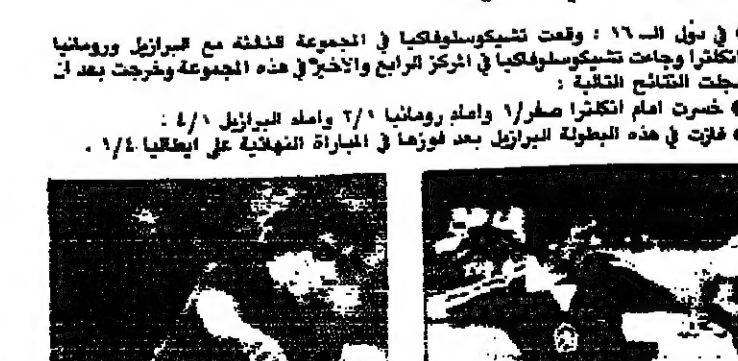 في دول الـ ١٦ : وقعت تشيكوسلوفاكيا في المجموعة الثالثة مع البرازيل ورومانيا
انكلترا وجاءت تشيكوسلوفاكيا في المركز الرابع والاخير في هذه المجموعة وخرجت بعد ان
سجلت النتائج التالية :
● خسرت امام انكلترا صفر/١ وامام رومانيا ٢/١ وامام البرازيل ٤/١ .
● فازت في هذه البطولة البرازيل بعد فوزها في المباراة النهائية على ايطاليا ١/٤ .